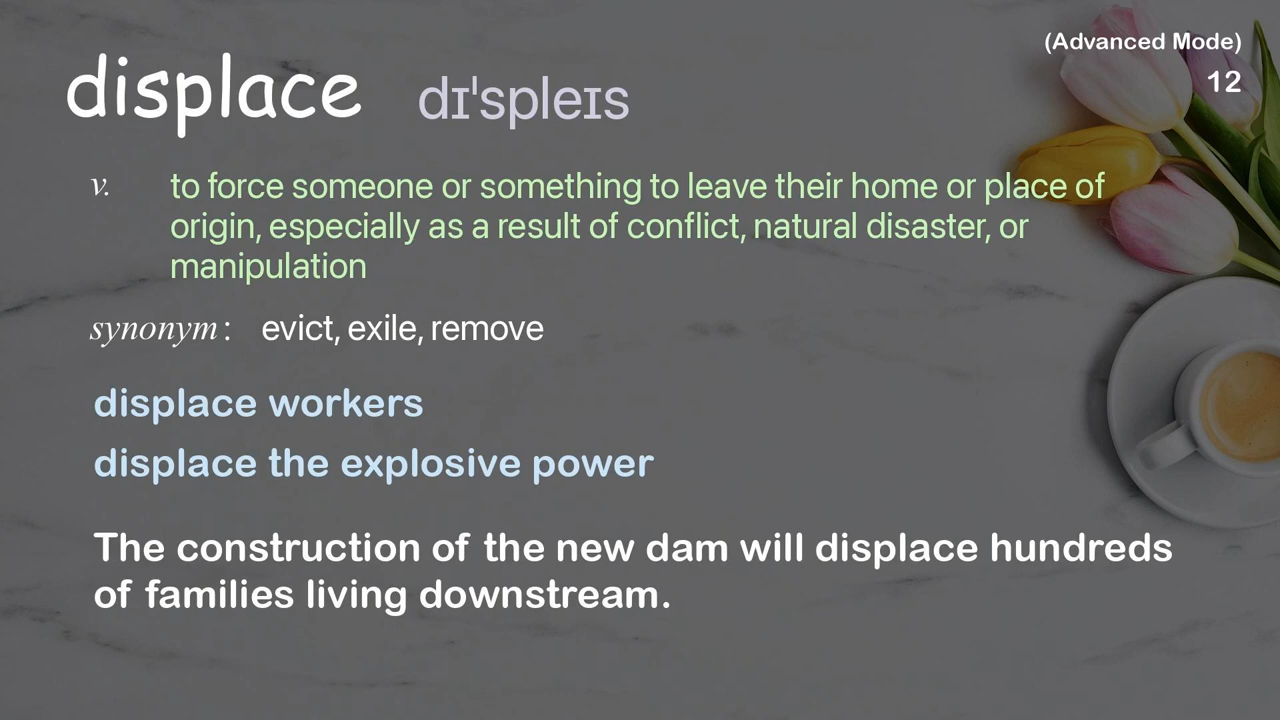 (Advanced Mode)
12
displace dɪˈspleɪs
v. to force someone or something to leave their home or place of
origin, especially as a result of conflict, natural disaster, or
manipulation
synonym: evict, exile, remove
displace workers
displace the explosive power
The construction of the new dam will displace hundreds
of families living downstream.